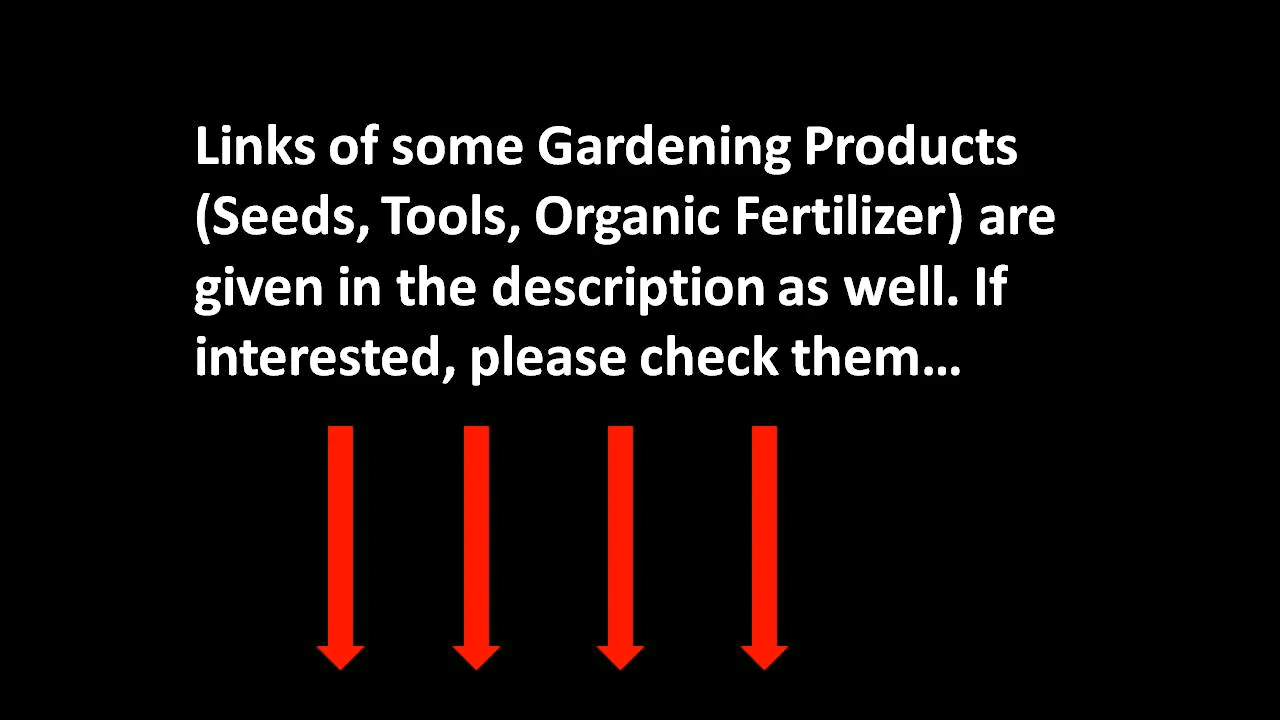 Links of some Gardening Products
(Seeds, Tools, Organic Fertilizer) are
given in the description as well. If
interested, please check them…